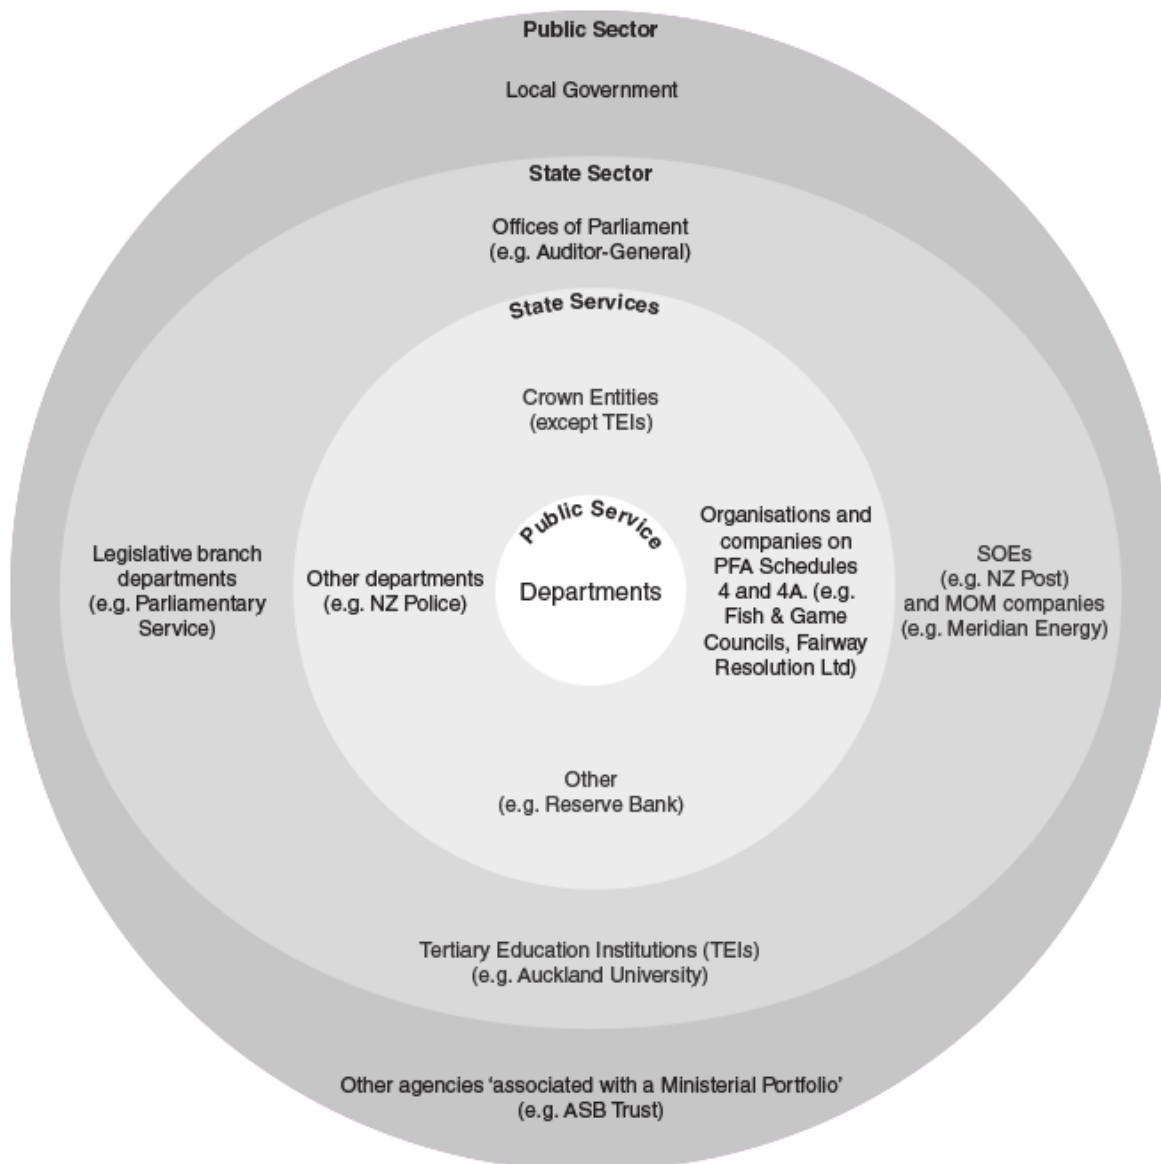 Public Sector
Local Government
State Sector
Offices of Parliament
(e.g. Auditor-General)
State Services
Crown Entities
(except TEIs)
Legislative branch
departments
(e.g. Parliamentary
Service)
Other departments
(e.g. NZ Police)
Public Service
Departments
Organisations and
companies on
PFA Schedules
4 and 4A. (e.g.
Fish & Game
Councils, Fairway
Resolution Ltd)
SOEs
(e.g. NZ Post)
and MOM companies
(e.g. Meridian Energy)
Other
(e.g. Reserve Bank)
Tertiary Education Institutions (TEIs)
(e.g. Auckland University)
Other agencies ‘associated with a Ministerial Portfolio’
(e.g. ASB Trust)